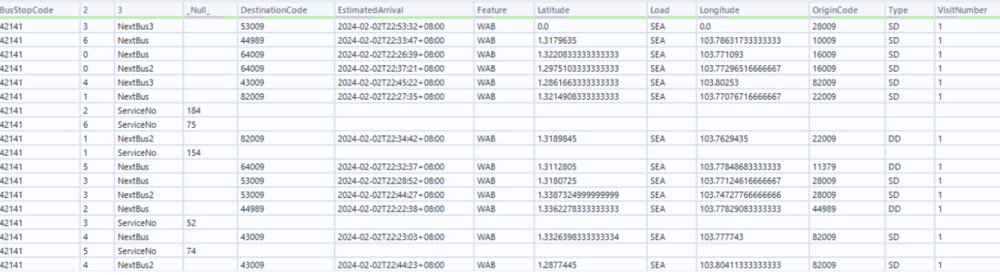 BusStopCode 2 3 _Null_ DestinationCode EstimatedArrival Feature Latitude Load Longitude OriginCode Type VisitNumber
42141 3 NextBus3 53009 2024-02-02T22:53:32+08:00 WAB 0.0 SEA 0.0 28009 SD 1
42141 6 NextBus 44989 2024-02-02T22:33:47+08:00 WAB 1.3179635 SEA 103.78631733333333 10009 SD 1
42141 0 NextBus 64009 2024-02-02T22:26:39+08:00 WAB 1.3220833333333333 SEA 103.771093 16009 SD 1
42141 0 NextBus2 64009 2024-02-02T22:37:21+08:00 WAB 1.2975103333333333 SEA 103.77296516666667 16009 SD 1
42141 4 NextBus3 43009 2024-02-02T22:45:22+08:00 WAB 1.2861663333333333 SEA 103.80253 82009 SD 1
42141 1 NextBus 82009 2024-02-02T22:27:35+08:00 WAB 1.3214908333333333 SEA 103.77076716666667 22009 SD 1
42141 2 ServiceNo 184
42141 6 ServiceNo 75
42141 1 NextBus2 82009 2024-02-02T22:34:42+08:00 WAB 1.3189845 SEA 103.7629435 22009 DD 1
42141 1 ServiceNo 154
42141 5 NextBus 64009 2024-02-02T22:32:37+08:00 WAB 1.3112805 SEA 103.77848683333333 11379 DD 1
42141 3 NextBus 53009 2024-02-02T22:28:52+08:00 WAB 1.3180725 SEA 103.77124616666667 28009 SD 1
42141 3 NextBus2 53009 2024-02-02T22:44:27+08:00 WAB 1.3387324999999999 SEA 103.74727766666666 28009 SD 1
42141 2 NextBus 44989 2024-02-02T22:22:38+08:00 WAB 1.3362278333333333 SEA 103.77829083333333 44989 DD 1
42141 3 ServiceNo 52
42141 4 NextBus 43009 2024-02-02T22:23:03+08:00 WAB 1.3326398333333334 SEA 103.777743 82009 SD 1
42141 5 ServiceNo 74
42141 4 NextBus2 43009 2024-02-02T22:44:23+08:00 WAB 1.2877445 SEA 103.80411333333333 82009 SD 1